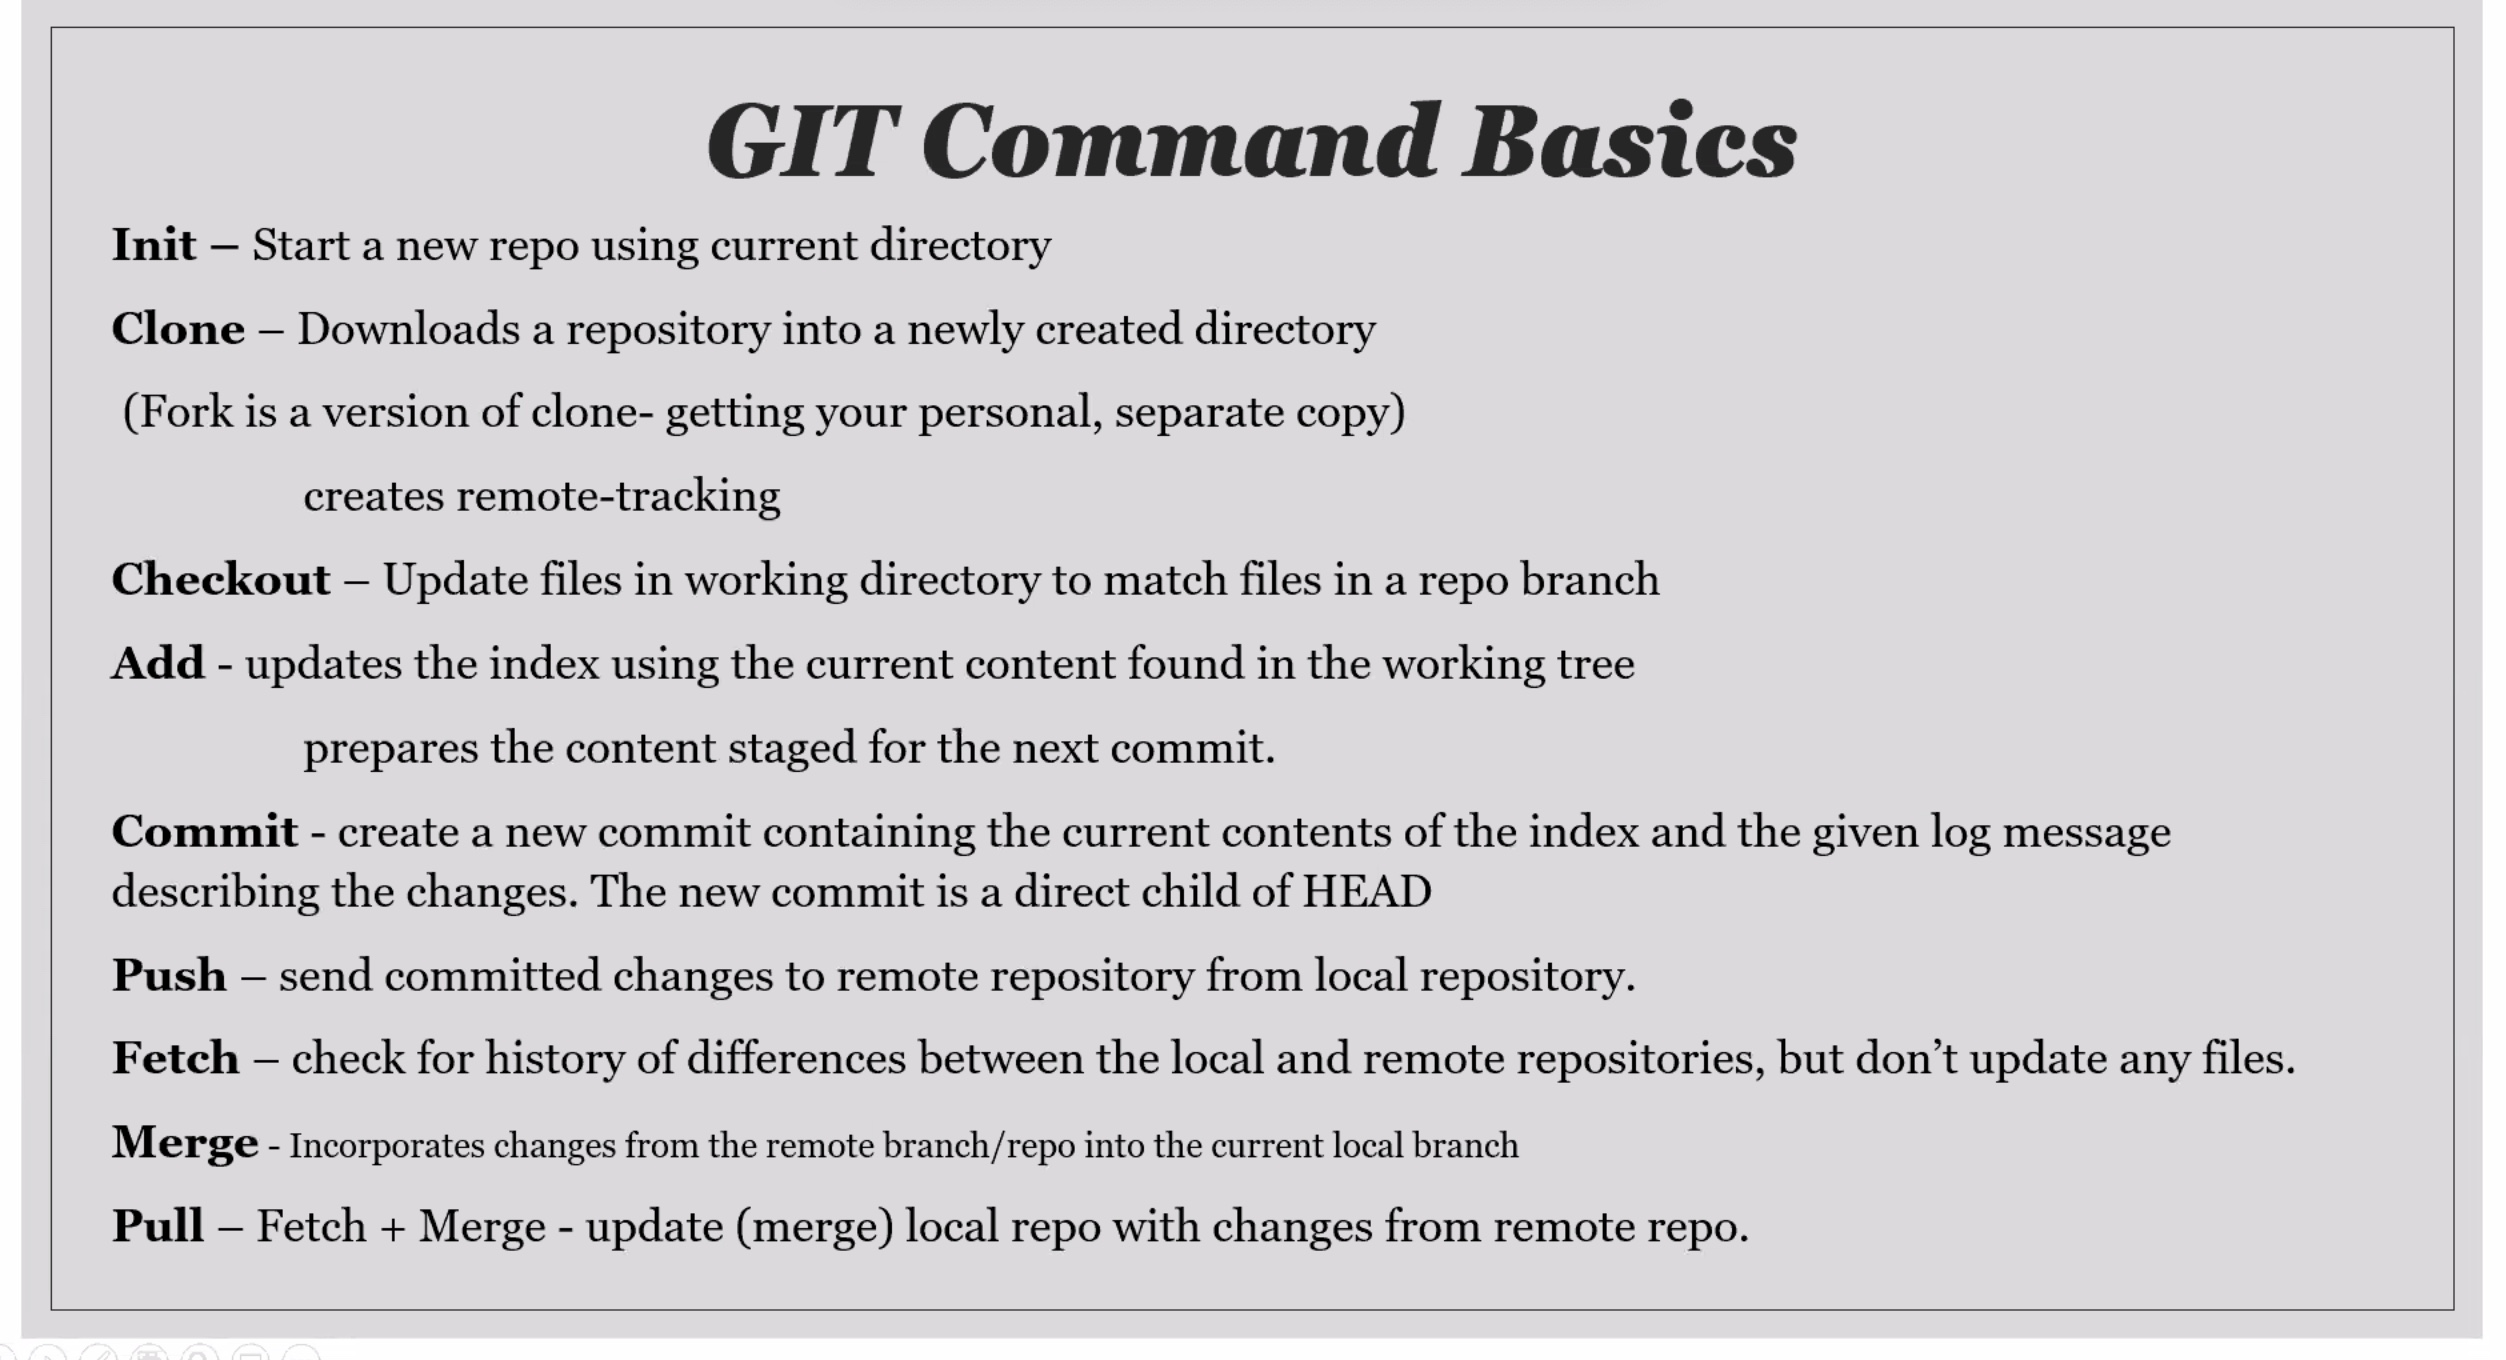 GIT Command Basics
Init – Start a new repo using current directory
Clone – Downloads a repository into a newly created directory
(Fork is a version of clone- getting your personal, separate copy)
creates remote-tracking
Checkout – Update files in working directory to match files in a repo branch
Add - updates the index using the current content found in the working tree
prepares the content staged for the next commit.
Commit - create a new commit containing the current contents of the index and the given log message
describing the changes. The new commit is a direct child of HEAD
Push – send committed changes to remote repository from local repository.
Fetch – check for history of differences between the local and remote repositories, but don’t update any files.
Merge - Incorporates changes from the remote branch/repo into the current local branch
Pull – Fetch + Merge - update (merge) local repo with changes from remote repo.